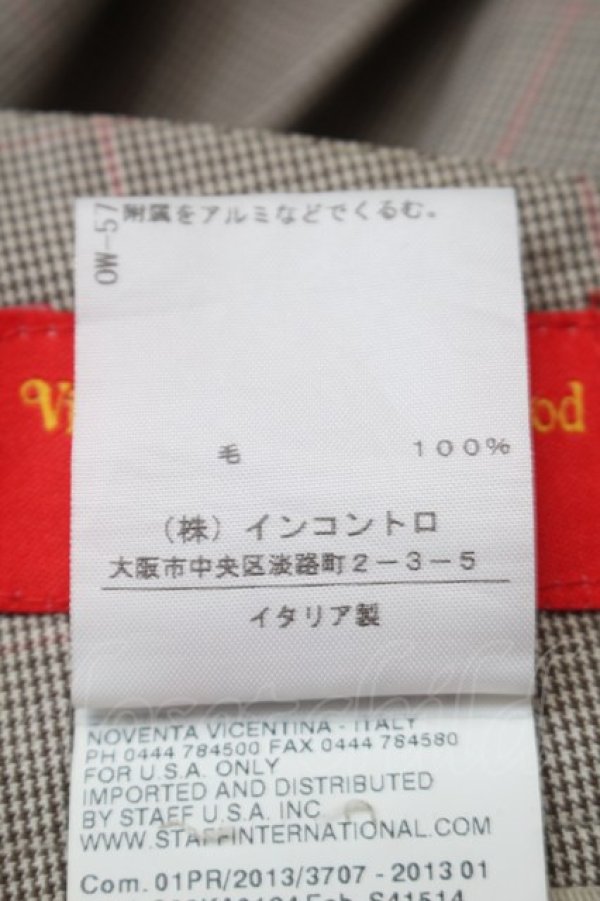 附属をアルミなどでくるむ。
OW-57
毛 100%
(株)インコントロ
大阪市中央区淡路町2-3-5
イタリア製
NOVENTA VICENTINA - ITALY
PH 0444 784500 FAX 0444 784580
FOR U.S.A. ONLY
IMPORTED AND DISTRIBUTED
BY STAFF U.S.A. INC
WWW.STAFFINTERNATIONAL.COM
Com. 01PR/2013/3707 - 2013 01